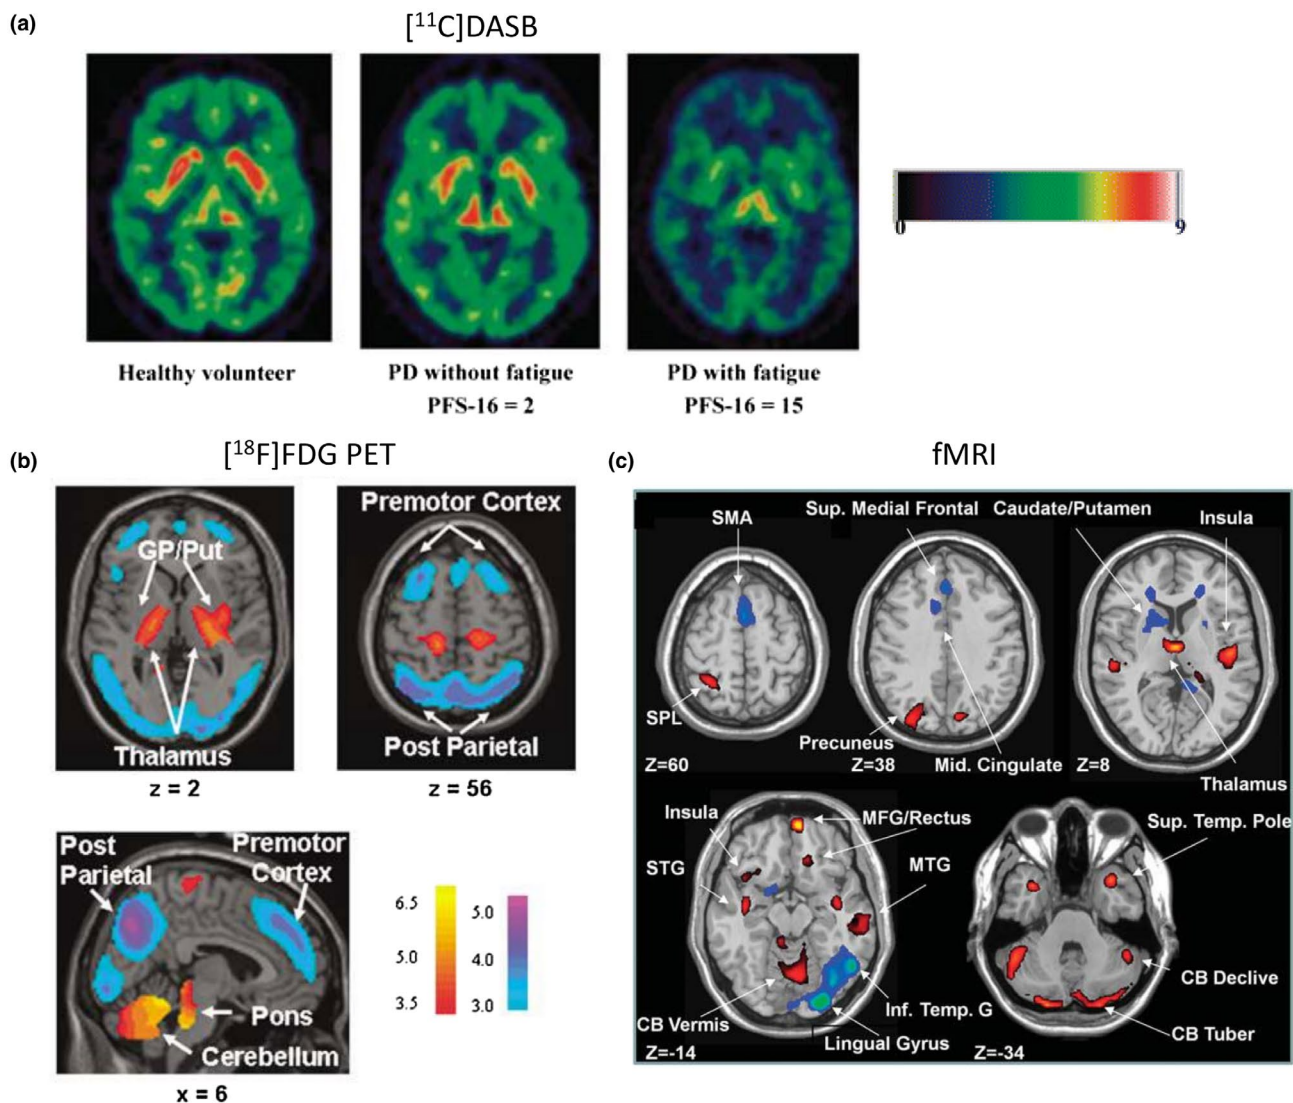 (a)
[¹¹C]DASB
0 9
Healthy volunteer
PD without fatigue
PFS-16 = 2
PD with fatigue
PFS-16 = 15
(b)
[¹⁸F]FDG PET
GP/Put
Thalamus
z = 2
Premotor Cortex
Post Parietal
z = 56
Post
Parietal
Premotor
Cortex
Pons
Cerebellum
x = 6
6.5
5.0
3.5
5.0
4.0
3.0
(c)
fMRI
SMA
SPL
Z=60
Sup. Medial Frontal
Precuneus
Z=38
Mid. Cingulate
Caudate/Putamen
Insula
Z=8
Thalamus
Insula
MFG/Rectus
STG
MTG
CB Vermis
Inf. Temp. G
Lingual Gyrus
Z=-14
Sup. Temp. Pole
CB Declive
CB Tuber
Z=-34